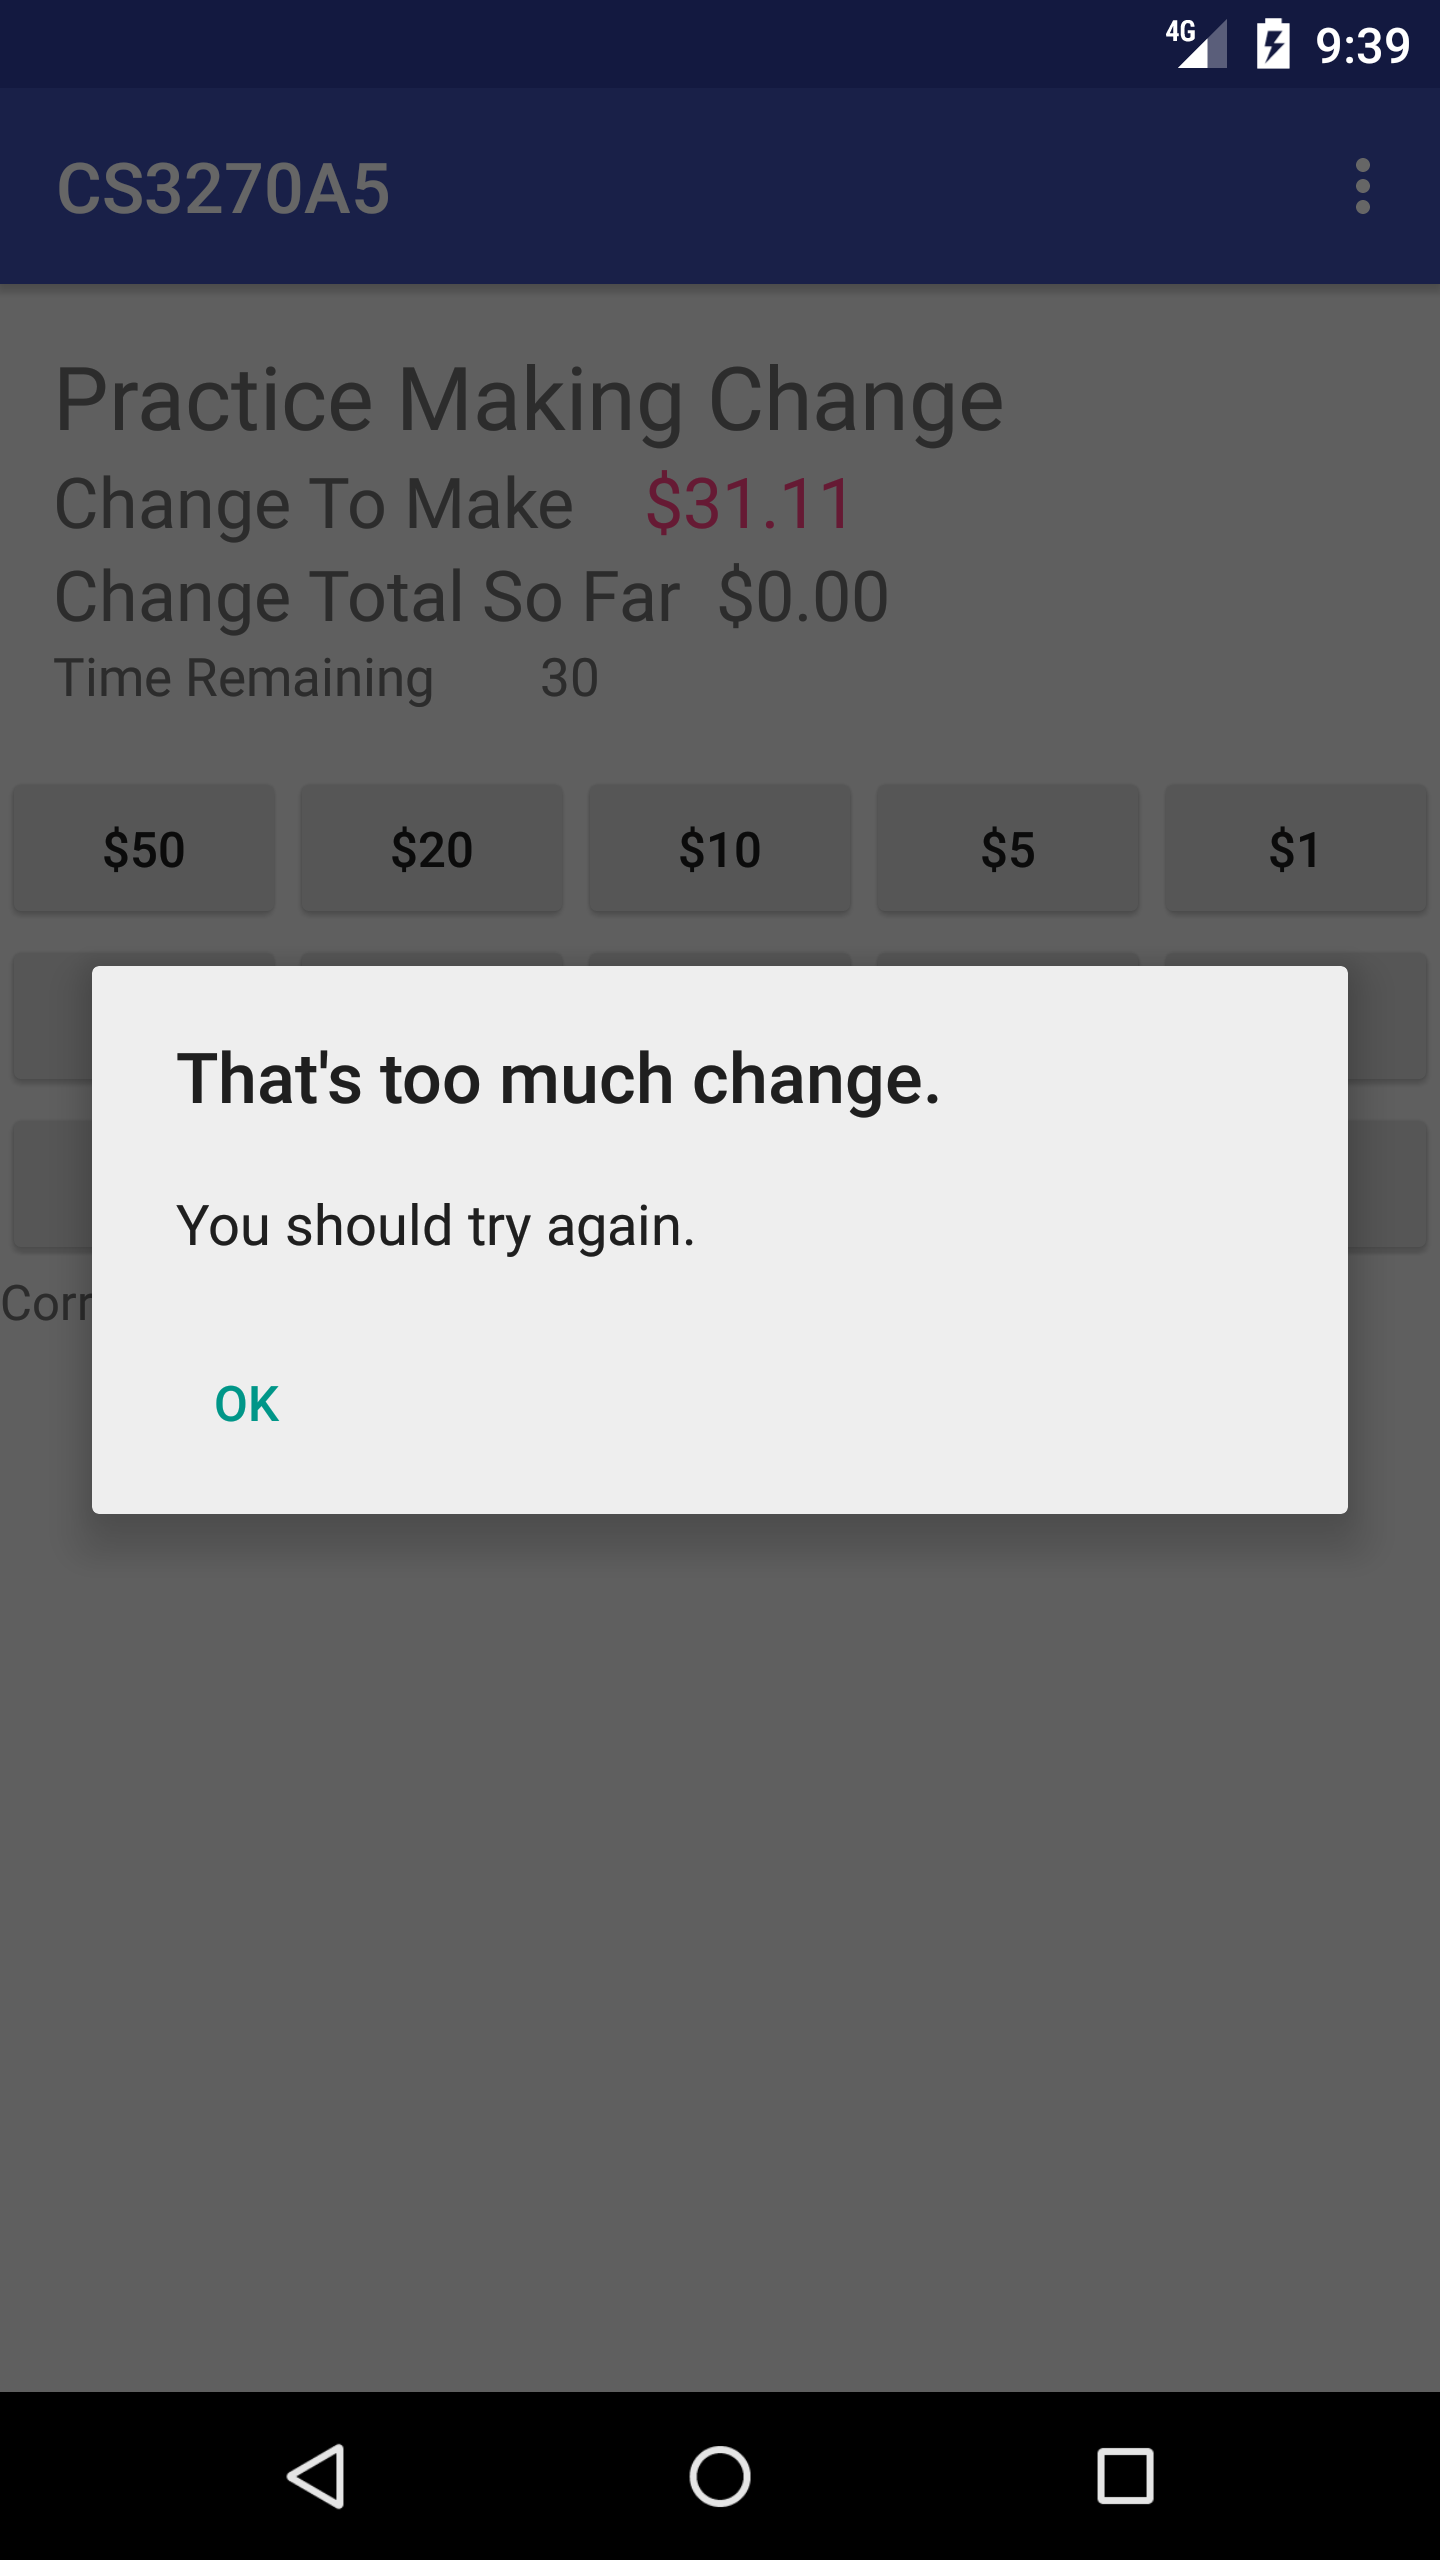 4G 9:39
CS3270A5
Practice Making Change
Change To Make $31.11
Change Total So Far $0.00
Time Remaining 30
$50 $20 $10 $5 $1
That's too much change.
You should try again.
OK